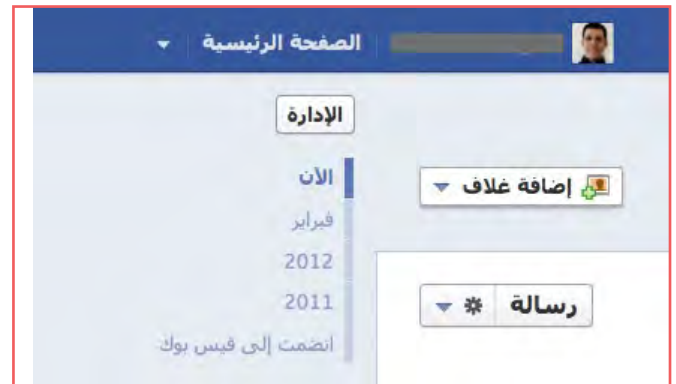 الصفحة الرئيسية
الإدارة
الآن
فبراير
2012
2011
انضمت إلى فيس بوك
إضافة غلاف
رسالة